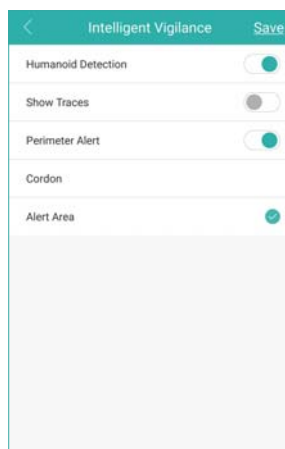 Intelligent Vigilance Save
Humanoid Detection
Show Traces
Perimeter Alert
Cordon
Alert Area